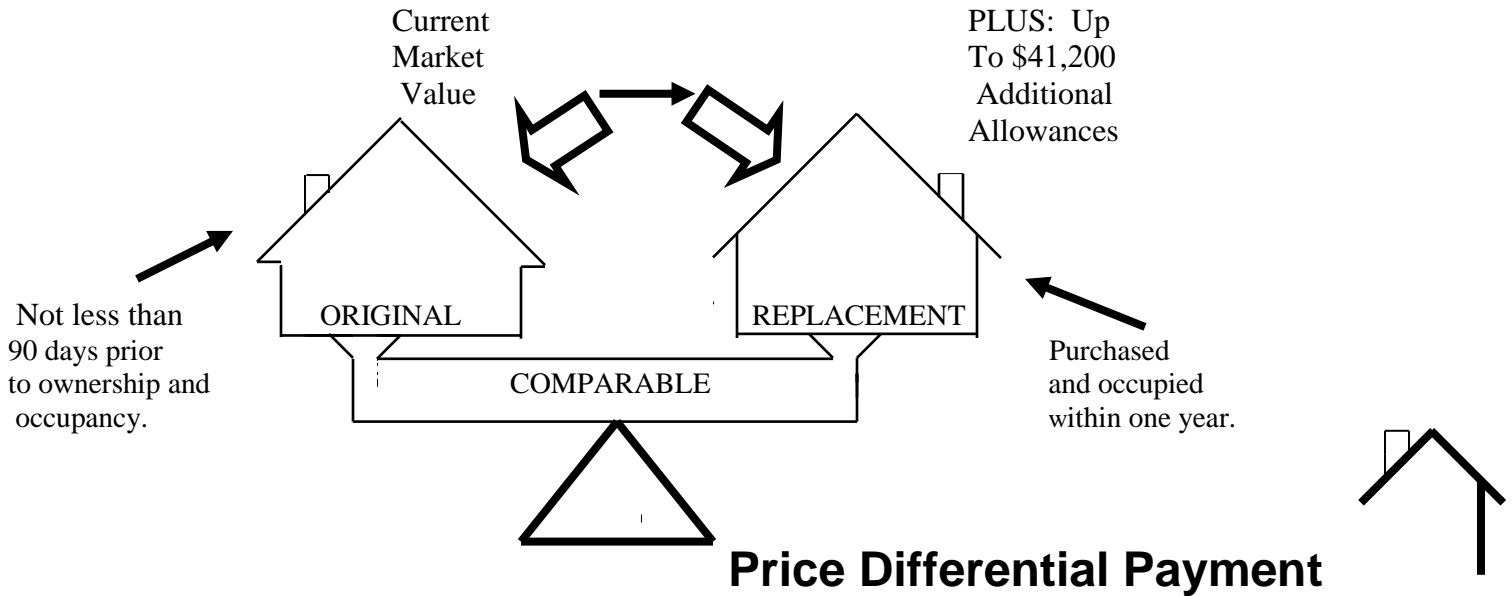 Current
Market
Value
PLUS: Up
To $41,200
Additional
Allowances
Not less than
90 days prior
to ownership and
occupancy.
ORIGINAL
REPLACEMENT
COMPARABLE
Purchased
and occupied
within one year.
Price Differential Payment